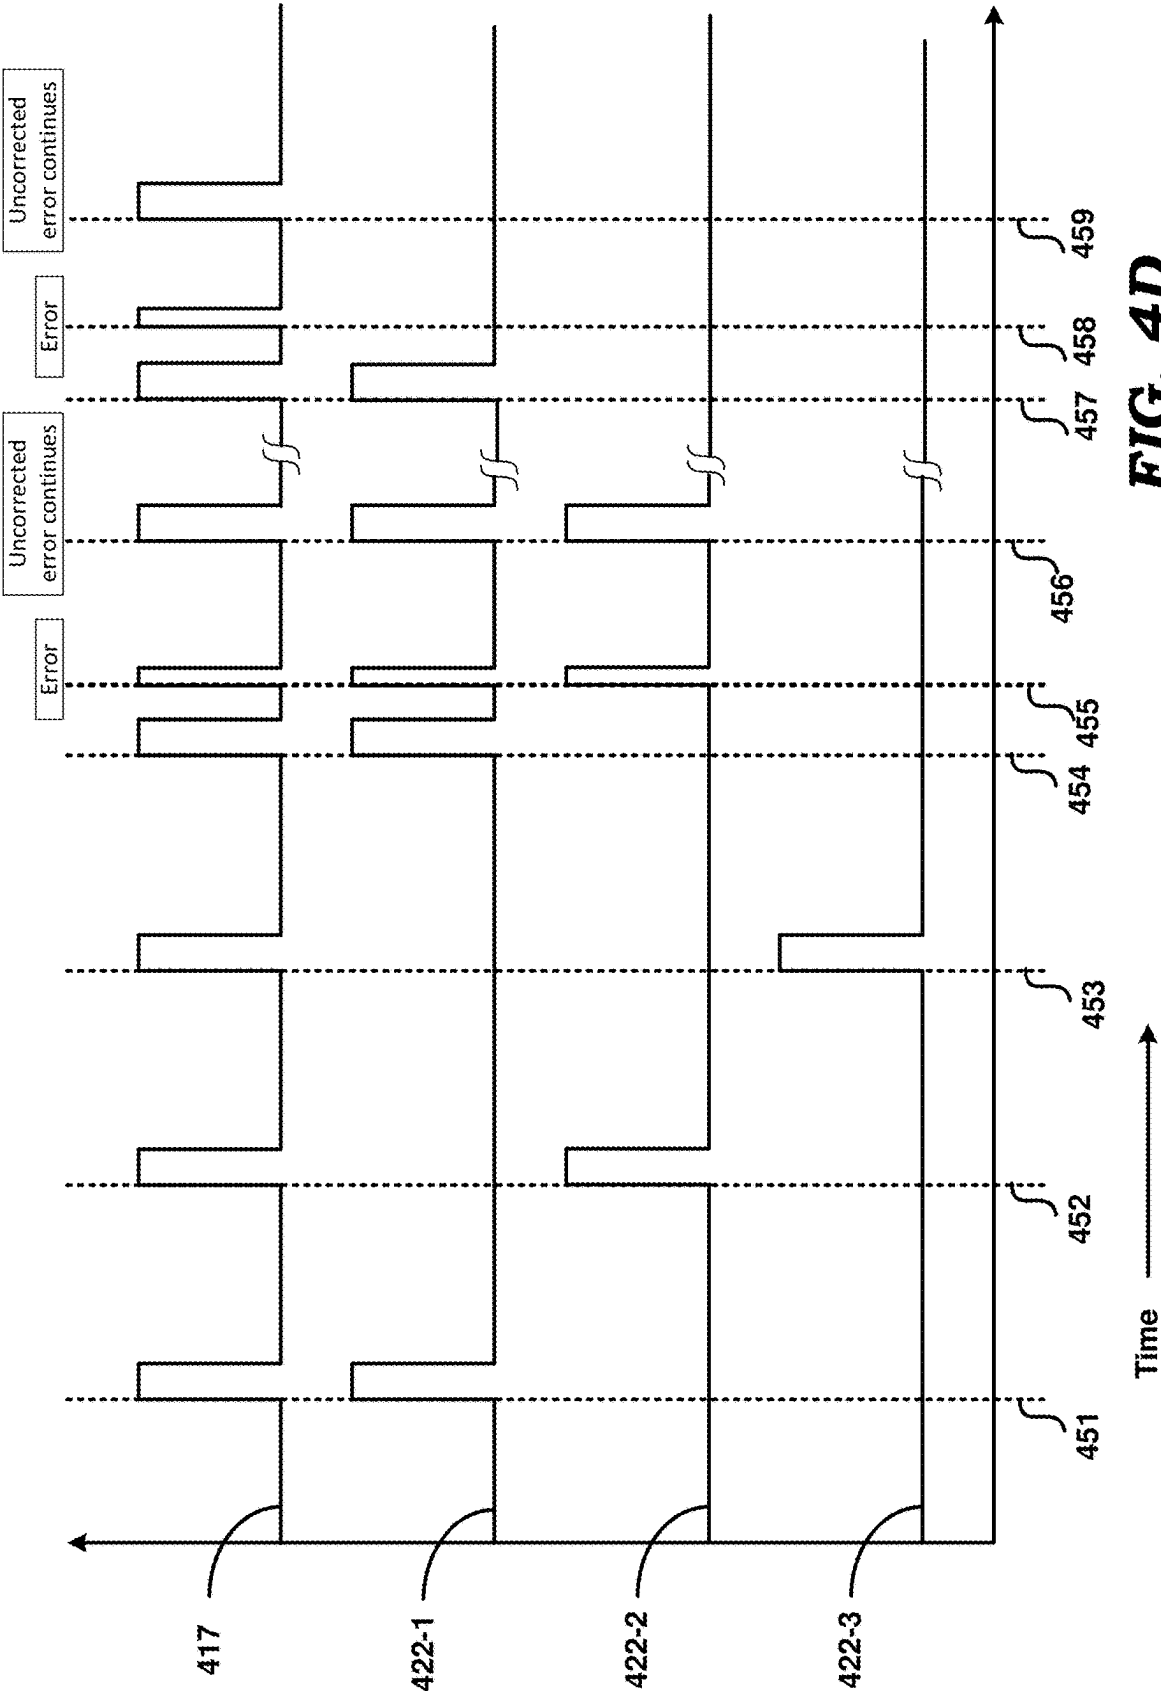 Error
Uncorrected
error continues
Error
Uncorrected
error continues
417
422-1
422-2
422-3
451
452
453
454
455
456
457
458
459
Time
FIG. 4D